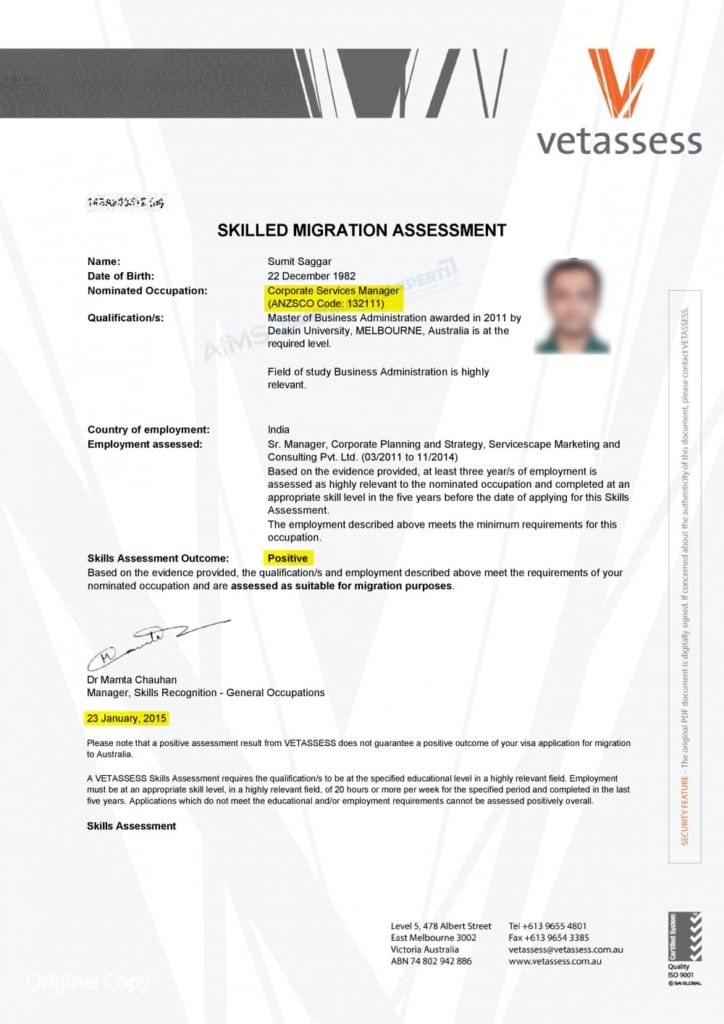 vetassess
SKILLED MIGRATION ASSESSMENT
Name: Sumit Saggar
Date of Birth: 22 December 1982
Nominated Occupation: Corporate Services Manager
(ANZSCO Code: 132111)
Qualification/s: Master of Business Administration awarded in 2011 by
Deakin University, MELBOURNE, Australia is at the
required level.
Field of study Business Administration is highly
relevant.
Country of employment: India
Employment assessed: Sr. Manager, Corporate Planning and Strategy, Servicescape Marketing and
Consulting Pvt. Ltd. (03/2011 to 11/2014)
Based on the evidence provided, at least three year/s of employment is
assessed as highly relevant to the nominated occupation and completed at an
appropriate skill level in the five years before the date of applying for this Skills
Assessment.
The employment described above meets the minimum requirements for this
occupation.
Skills Assessment Outcome: Positive
Based on the evidence provided, the qualification/s and employment described above meet the requirements of your
nominated occupation and are assessed as suitable for migration purposes.
Dr Mamta Chauhan
Manager, Skills Recognition - General Occupations
23 January, 2015
Please note that a positive assessment result from VETASSESS does not guarantee a positive outcome of your visa application for migration
to Australia.
A VETASSESS Skills Assessment requires the qualification/s to be at the specified educational level in a highly relevant field. Employment
must be at an appropriate skill level, in a highly relevant field, of 20 hours or more per week for the specified period and completed in the last
five years. Applications which do not meet the educational and/or employment requirements cannot be assessed positively overall.
Skills Assessment
SECURITY FEATURE - The original PDF document is digitally signed. If concerned about the authenticity of this document, please contact VETASSESS.
Level 5, 478 Albert Street
East Melbourne 3002
Victoria Australia
ABN 74 802 942 886
Tel +613 9655 4801
Fax +613 9654 3385
vetassess@vetassess.com.au
www.vetassess.com.au
Certified System
Quality
ISO 9001
SAI GLOBAL
Original Copy